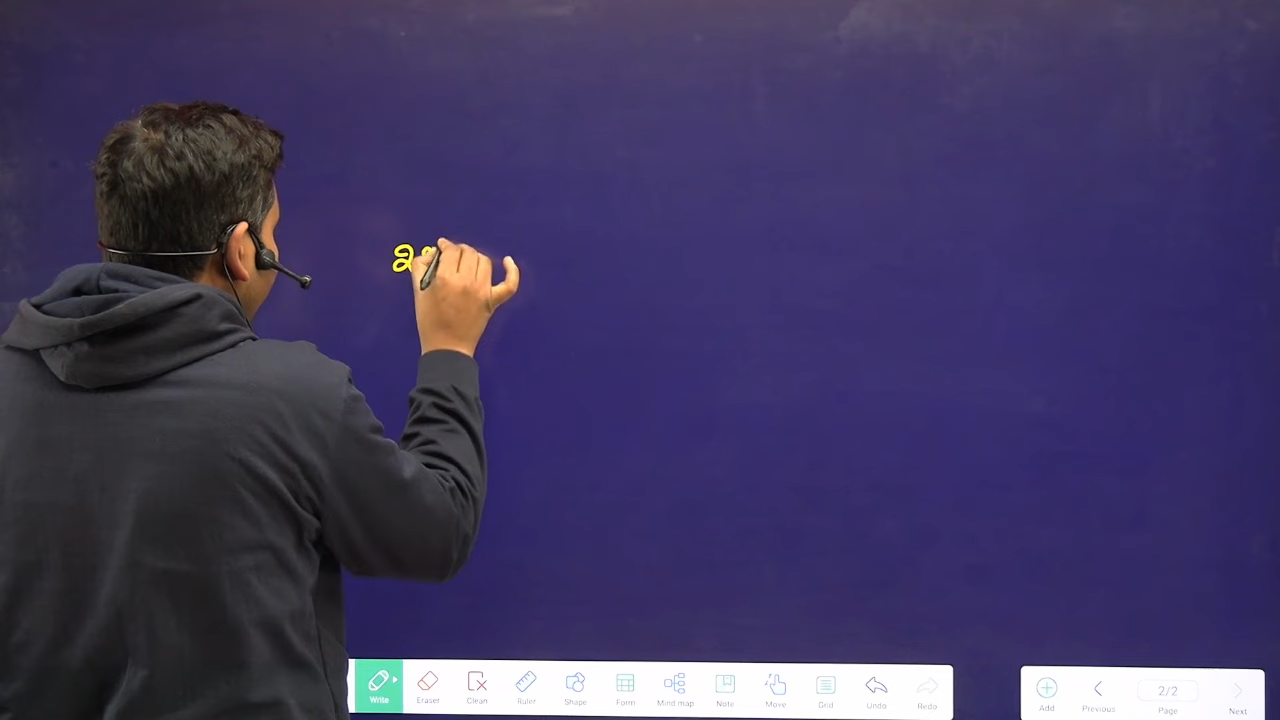 2
Write
Eraser
Clean
Ruler
Shape
Form
Mind map
Note
Move
Grid
Undo
Redo
Add
Previous
2/2
Page
Next